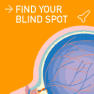 → FIND YOUR
BLIND SPOT